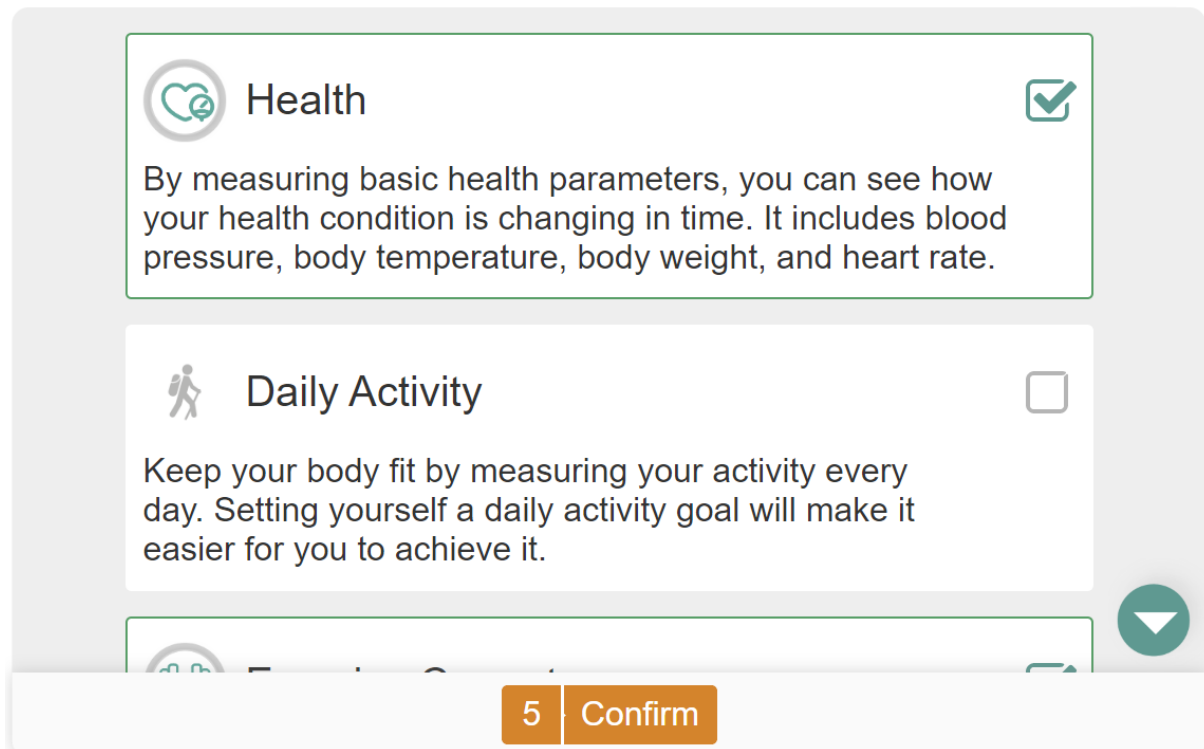 Health
By measuring basic health parameters, you can see how
your health condition is changing in time. It includes blood
pressure, body temperature, body weight, and heart rate.
Daily Activity
Keep your body fit by measuring your activity every
day. Setting yourself a daily activity goal will make it
easier for you to achieve it.
5 Confirm